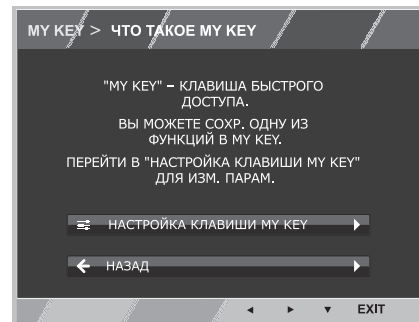 MY KEY > ЧТО ТАКОЕ MY KEY
"MY KEY" – КЛАВИША БЫСТРОГО
ДОСТУПА.
ВЫ МОЖЕТЕ СОХР. ОДНУ ИЗ
ФУНКЦИЙ В MY KEY.
ПЕРЕЙТИ В "НАСТРОЙКА КЛАВИШИ MY KEY"
ДЛЯ ИЗМ. ПАРАМ.
НАСТРОЙКА КЛАВИШИ MY KEY
НАЗАД
EXIT